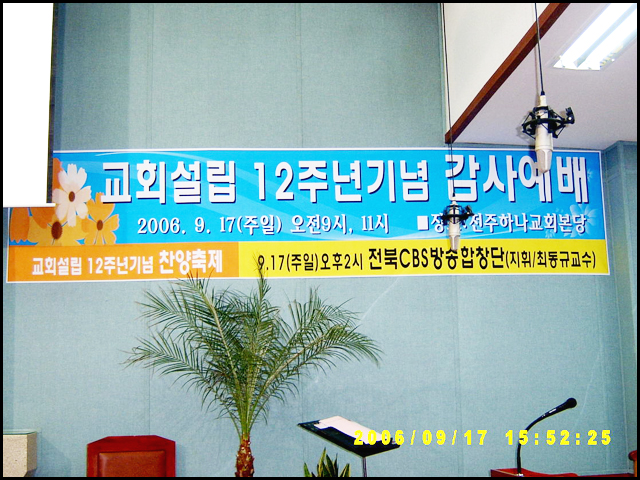 교회설립 12주년기념 감사예배
2006. 9. 17(주일) 오전9시, 11시 ■장 전주하나교회본당
교회설립 12주년기념 찬양축제 9.17(주일)오후2시 전북CBS방송합창단(지휘/최동규교수)
2006/09/17 15:52:25